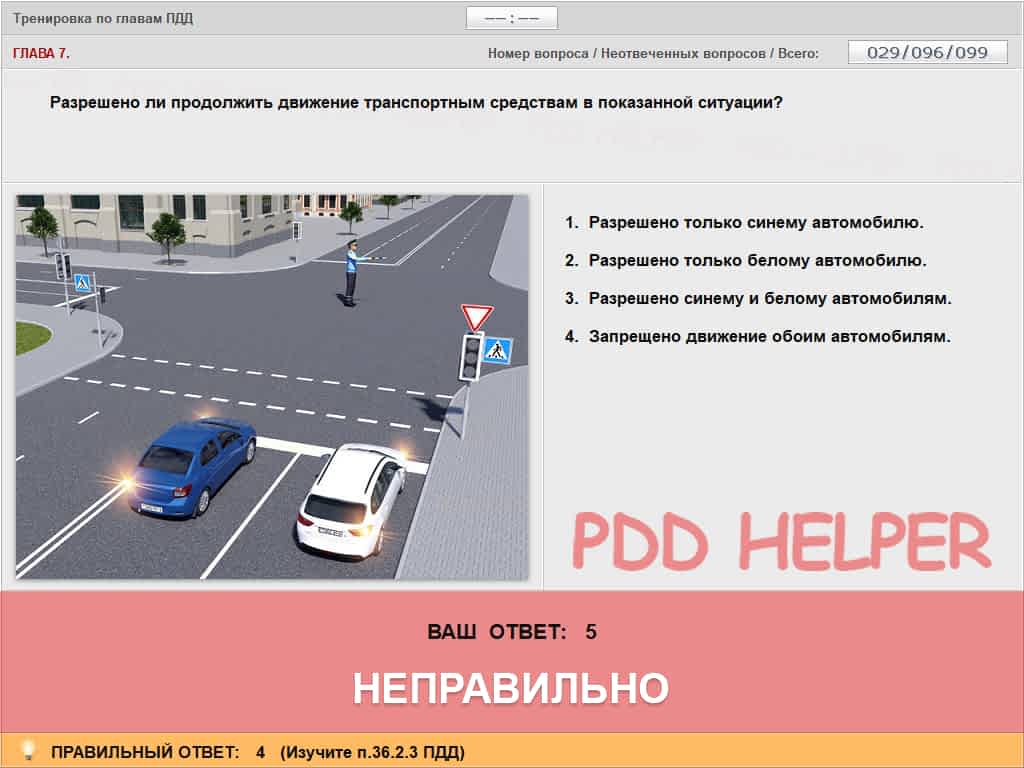 Тренировка по главам ПДД
—— : ——
ГЛАВА 7.
Номер вопроса / Неотвеченных вопросов / Всего:
029/096/099
Разрешено ли продолжить движение транспортным средствам в показанной ситуации?
1. Разрешено только синему автомобилю.
2. Разрешено только белому автомобилю.
3. Разрешено синему и белому автомобилям.
4. Запрещено движение обоим автомобилям.
PDD HELPER
ВАШ ОТВЕТ: 5
НЕПРАВИЛЬНО
ПРАВИЛЬНЫЙ ОТВЕТ: 4 (Изучите п.36.2.3 ПДД)